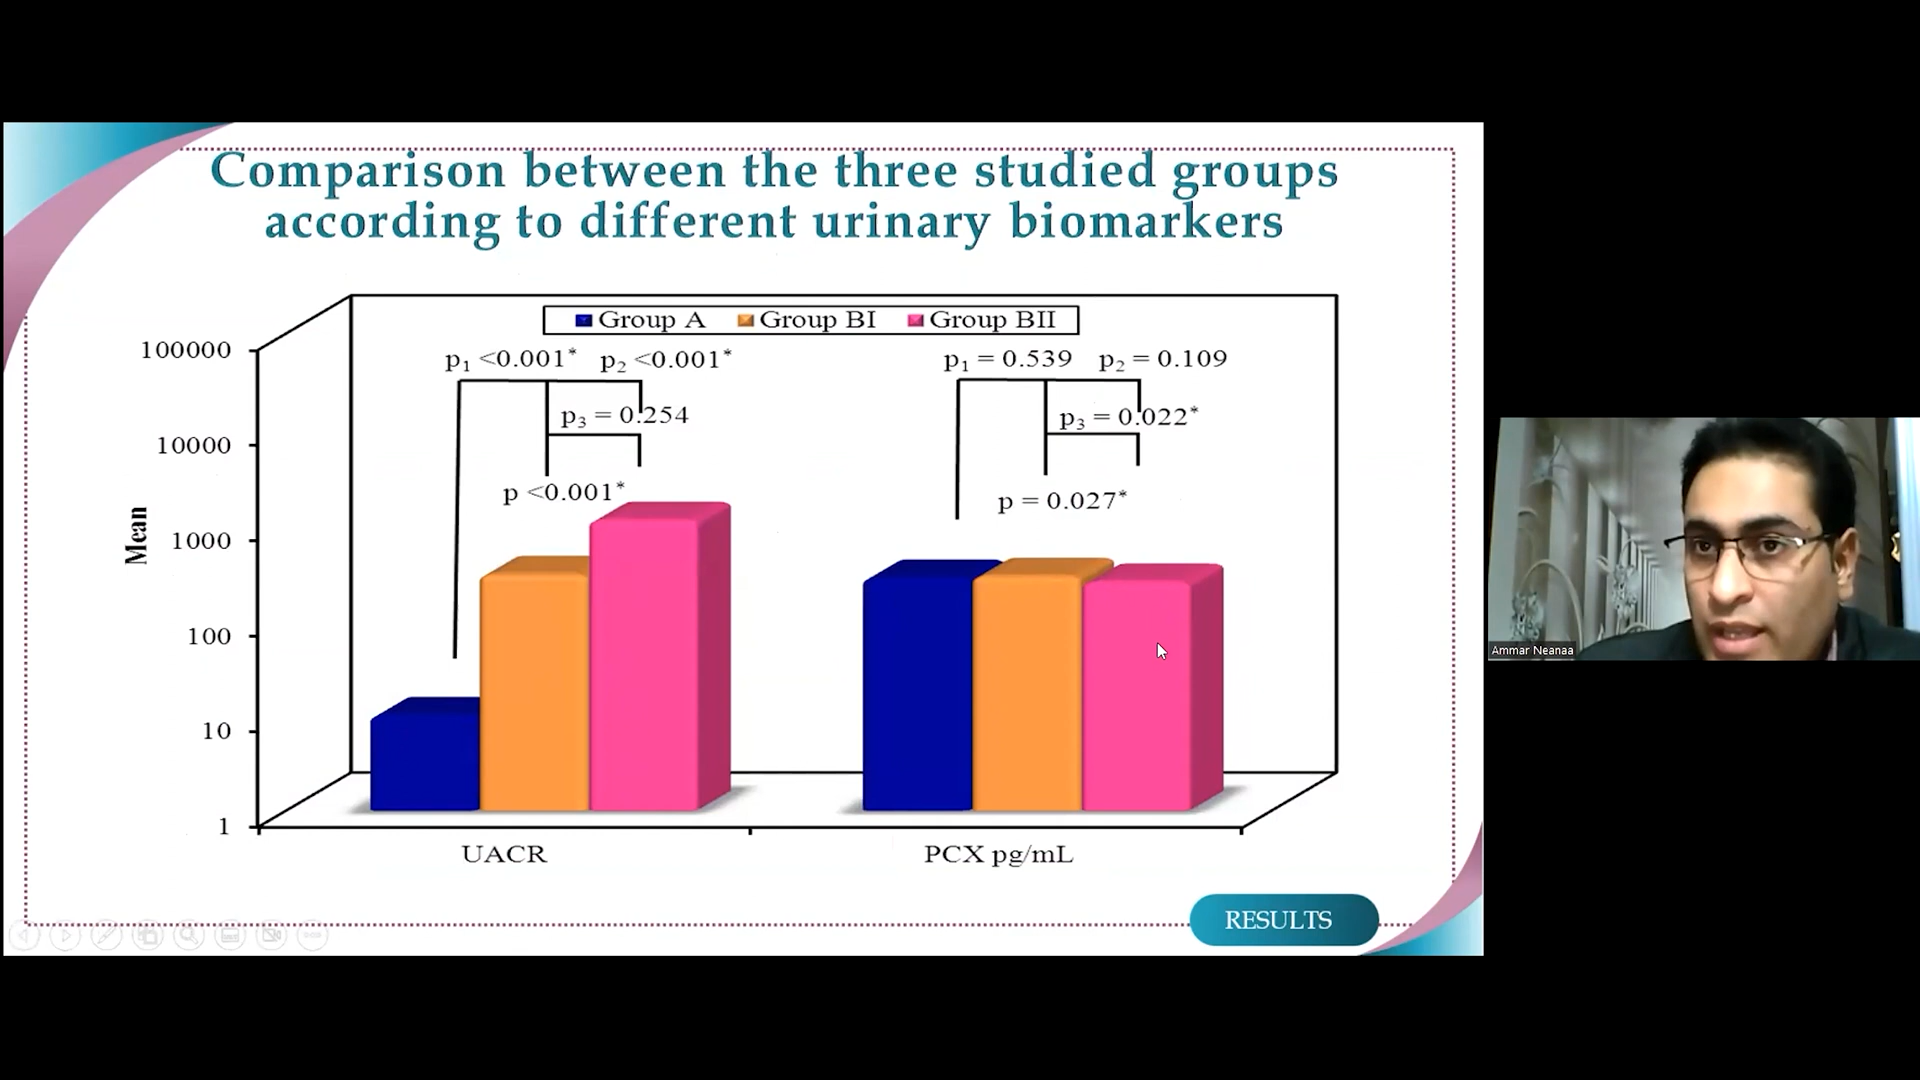 Comparison between the three studied groups
according to different urinary biomarkers
Group A Group BI Group BII
100000
10000
1000
100
10
1
Mean
p₁ <0.001* p₂ <0.001*
p₃ = 0.254
p <0.001*
p₁ = 0.539 p₂ = 0.109
p₃ = 0.022*
p = 0.027*
UACR PCX pg/mL
RESULTS
Ammar Neanaa